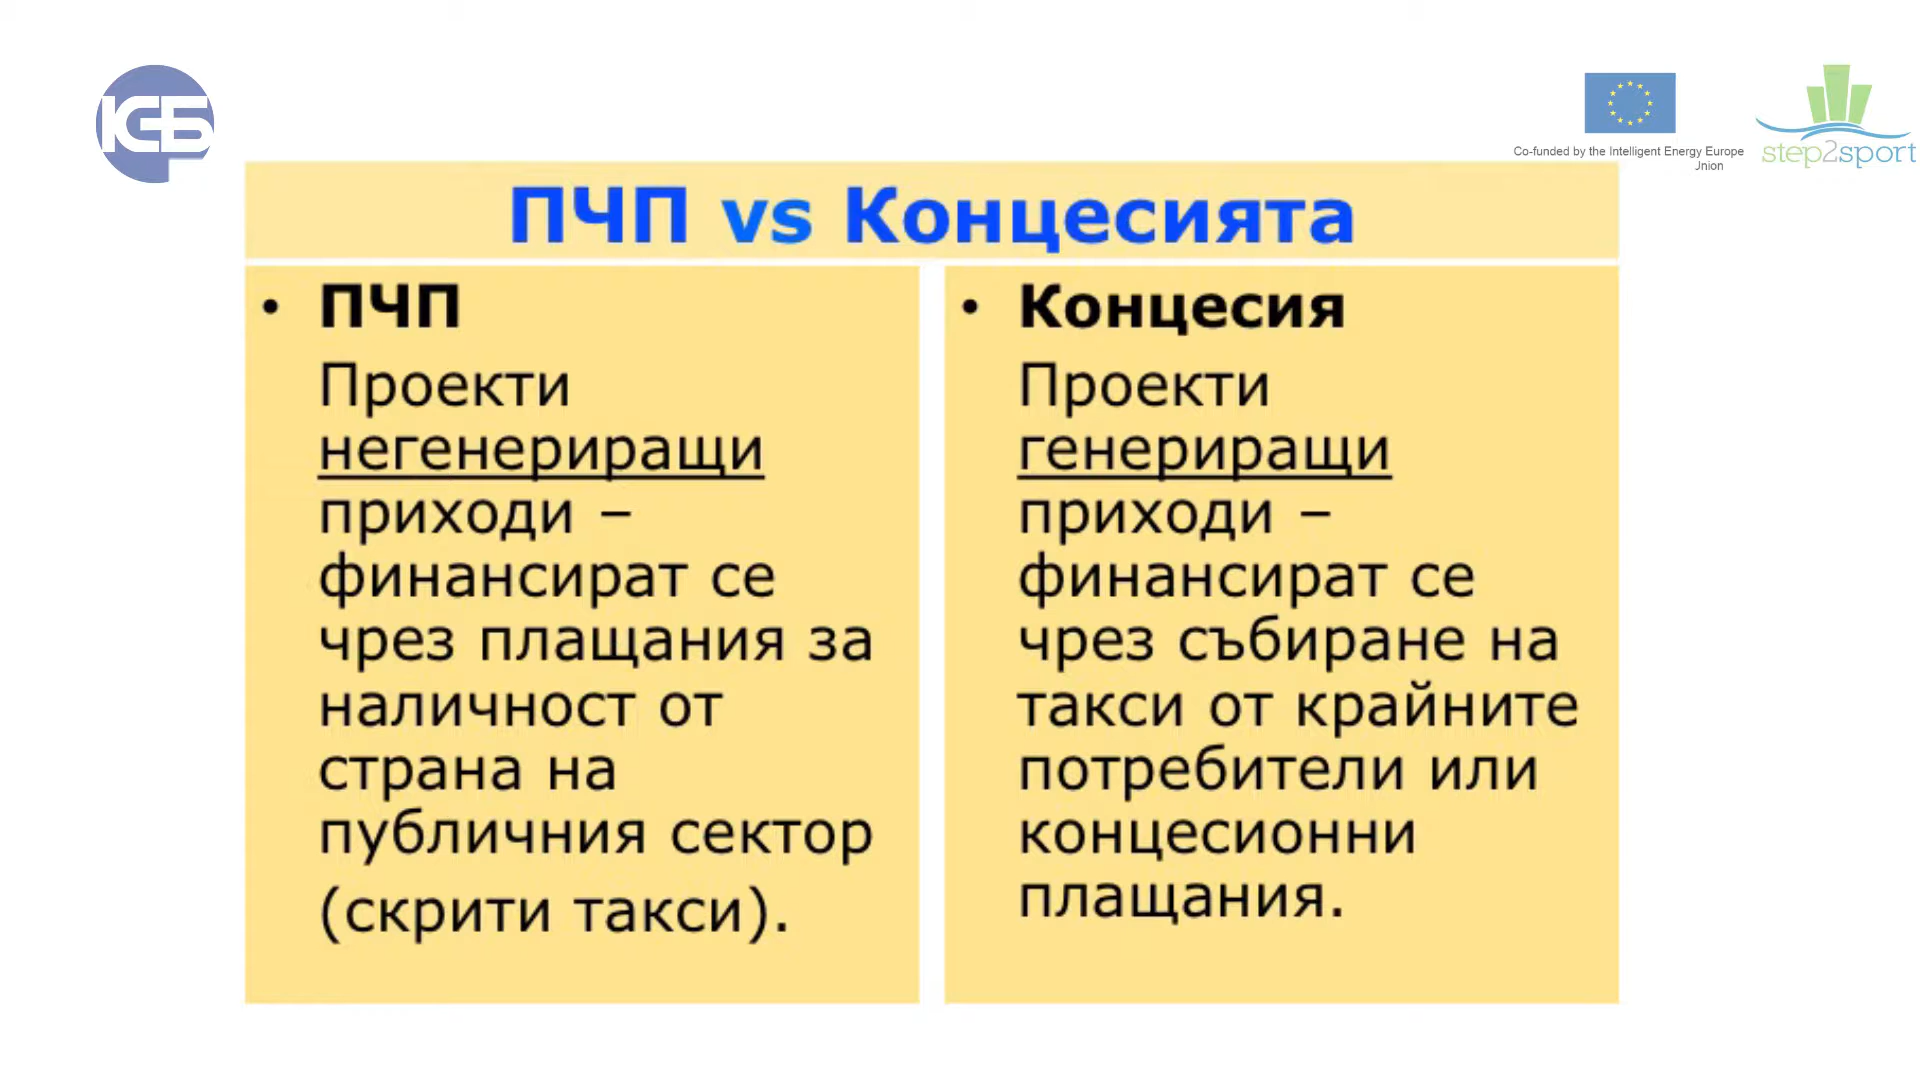 КСБ
Co-funded by the Intelligent Energy Europe
Jnion
step2sport
ПЧП vs Концесията
• ПЧП
Проекти
негенериращи
приходи –
финансират се
чрез плащания за
наличност от
страна на
публичния сектор
(скрити такси).
• Концесия
Проекти
генериращи
приходи –
финансират се
чрез събиране на
такси от крайните
потребители или
концесионни
плащания.